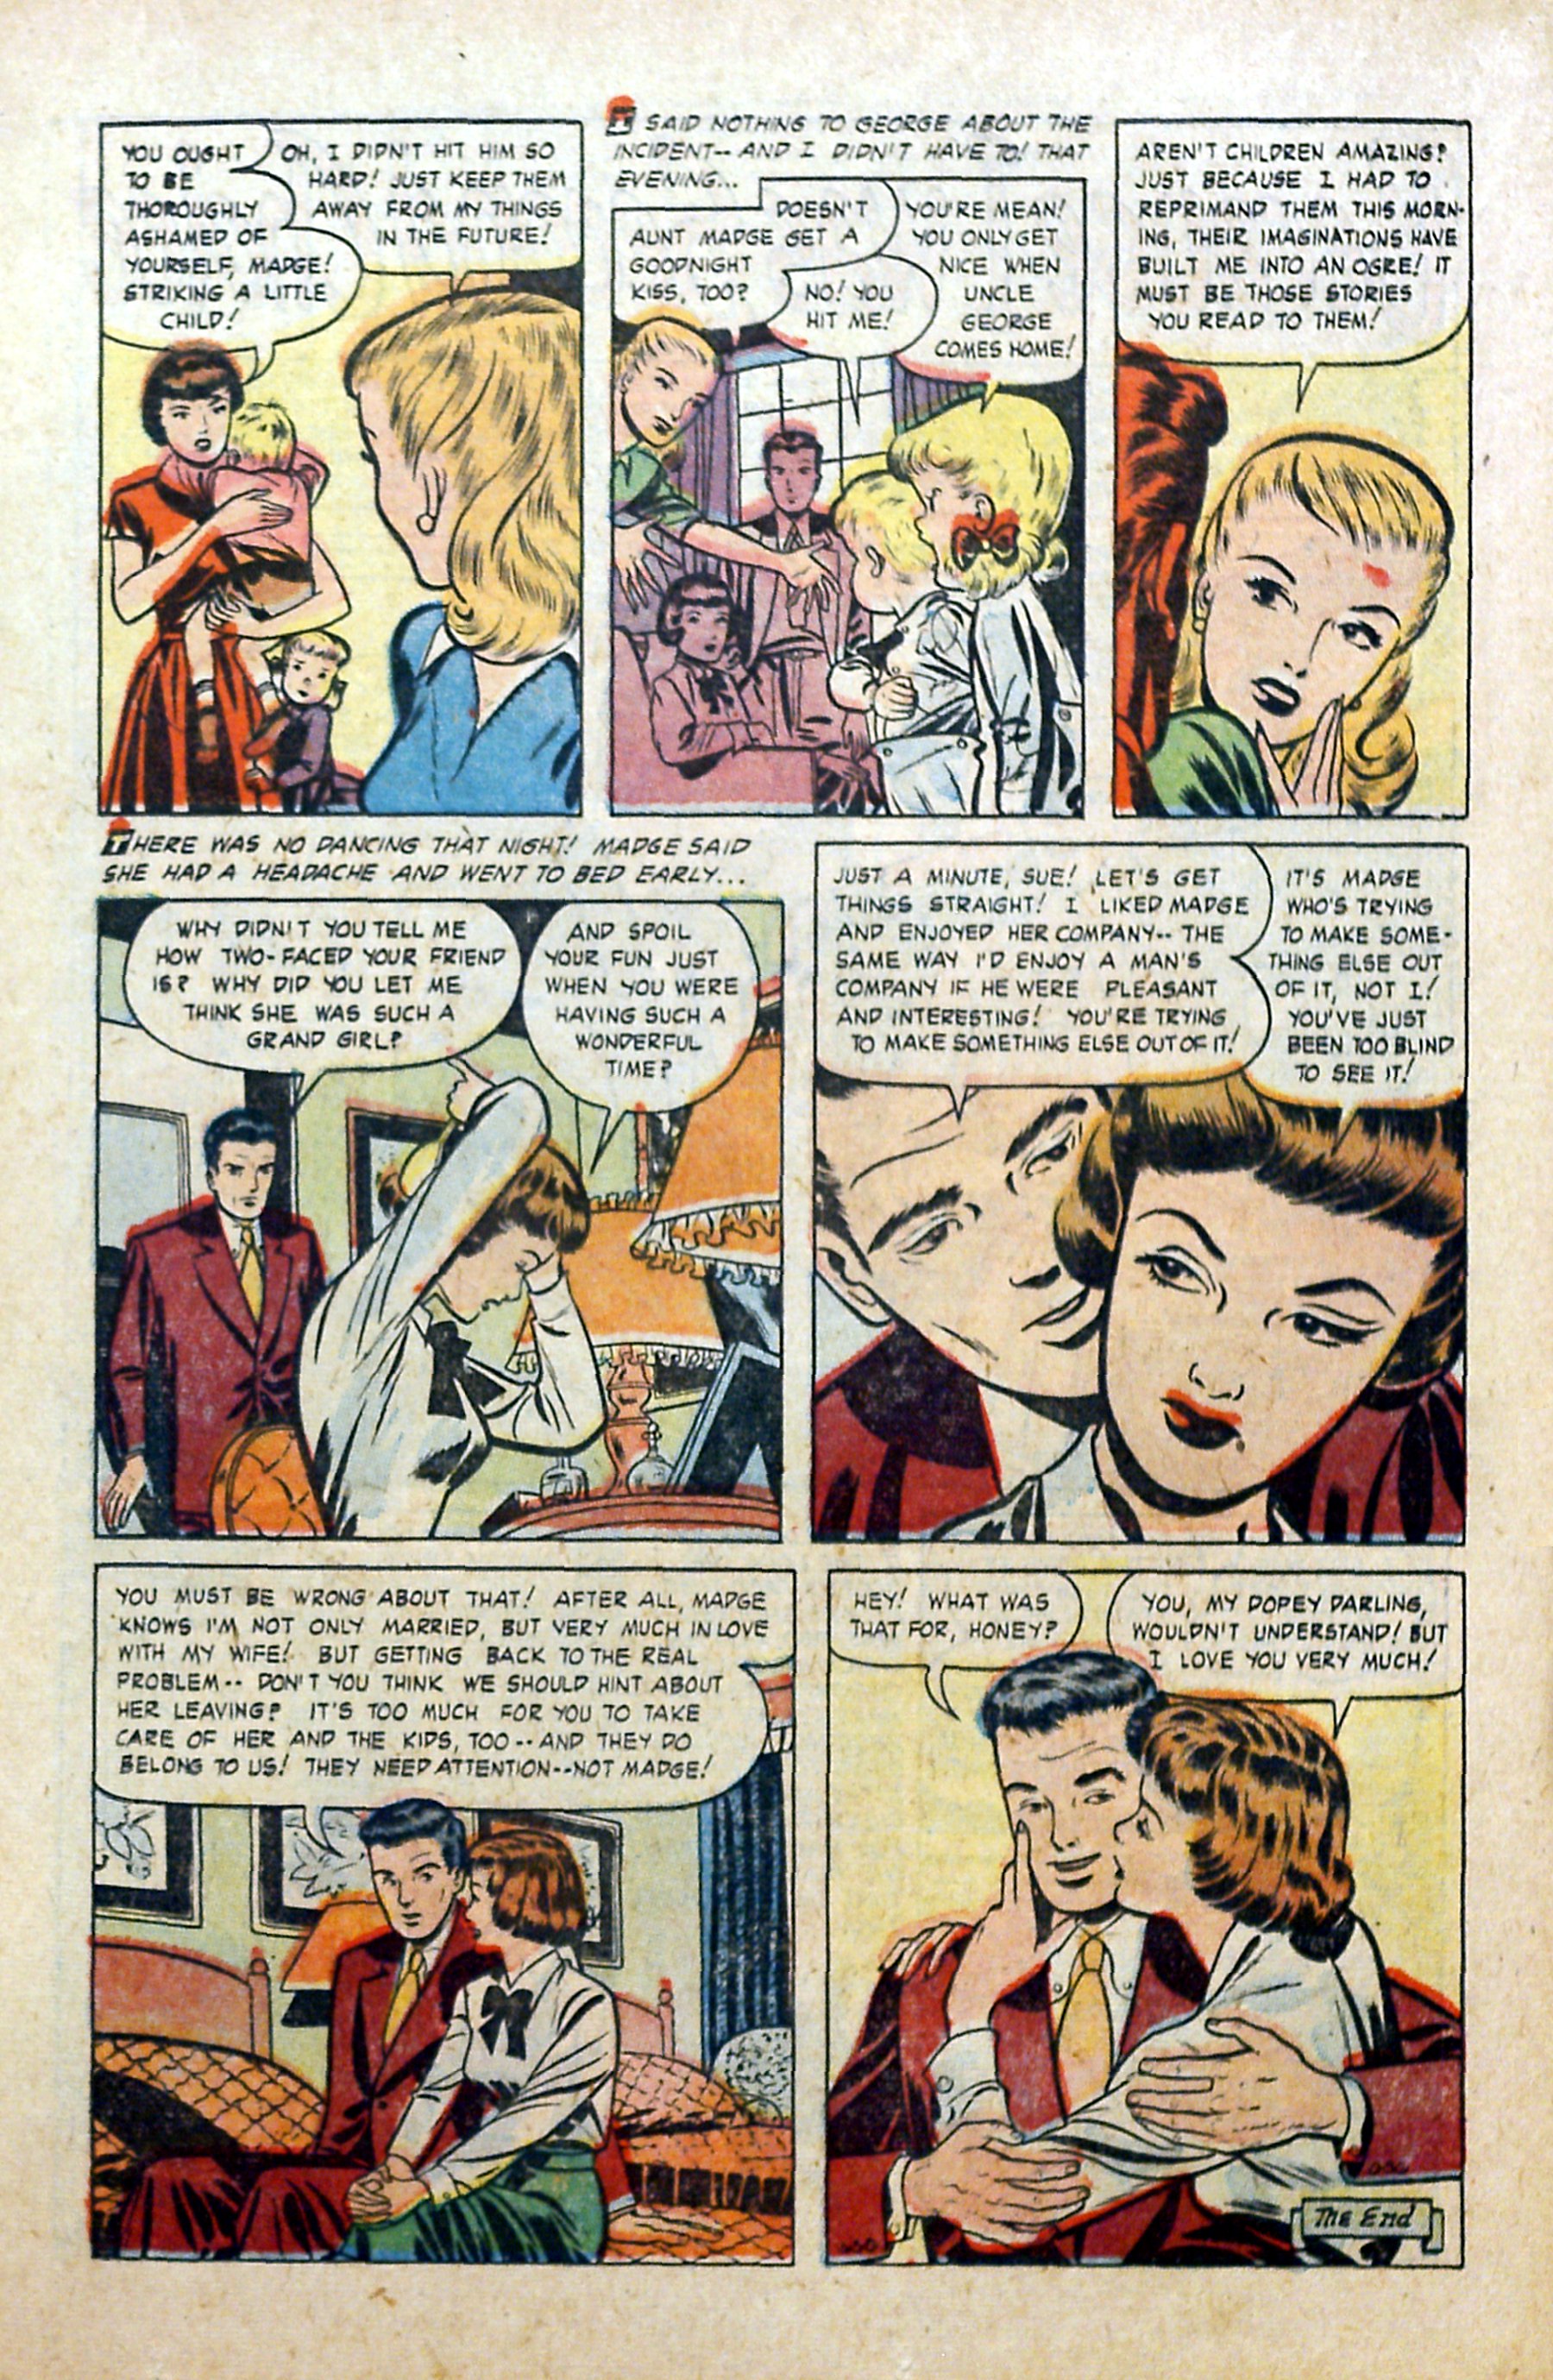 YOU OUGHT
TO BE
THOROUGHLY
ASHAMED OF
YOURSELF, MADGE!
STRIKING A LITTLE
CHILD!
OH, I DIDN'T HIT HIM SO
HARD! JUST KEEP THEM
AWAY FROM MY THINGS
IN THE FUTURE!
I SAID NOTHING TO GEORGE ABOUT THE
INCIDENT-- AND I DIDN'T HAVE TO! THAT
EVENING...
DOESN'T
AUNT MADGE GET A
GOODNIGHT
KISS, TOO?
NO! YOU
HIT ME!
YOU'RE MEAN!
YOU ONLY GET
NICE WHEN
UNCLE
GEORGE
COMES HOME!
AREN'T CHILDREN AMAZING?
JUST BECAUSE I HAD TO
REPRIMAND THEM THIS MORN-
ING, THEIR IMAGINATIONS HAVE
BUILT ME INTO AN OGRE! IT
MUST BE THOSE STORIES
YOU READ TO THEM!
THERE WAS NO DANCING THAT NIGHT! MADGE SAID
SHE HAD A HEADACHE AND WENT TO BED EARLY...
WHY DIDN'T YOU TELL ME
HOW TWO-FACED YOUR FRIEND
IS? WHY DID YOU LET ME
THINK SHE WAS SUCH A
GRAND GIRL?
AND SPOIL
YOUR FUN JUST
WHEN YOU WERE
HAVING SUCH A
WONDERFUL
TIME?
JUST A MINUTE, SUE! LET'S GET
THINGS STRAIGHT! I LIKED MADGE
AND ENJOYED HER COMPANY-- THE
SAME WAY I'D ENJOY A MAN'S
COMPANY IF HE WERE PLEASANT
AND INTERESTING! YOU'RE TRYING
TO MAKE SOMETHING ELSE OUT OF IT!
IT'S MADGE
WHO'S TRYING
TO MAKE SOME-
THING ELSE OUT
OF IT, NOT I!
YOU'VE JUST
BEEN TOO BLIND
TO SEE IT!
YOU MUST BE WRONG ABOUT THAT! AFTER ALL, MADGE
KNOWS I'M NOT ONLY MARRIED, BUT VERY MUCH IN LOVE
WITH MY WIFE! BUT GETTING BACK TO THE REAL
PROBLEM-- DON'T YOU THINK WE SHOULD HINT ABOUT
HER LEAVING? IT'S TOO MUCH FOR YOU TO TAKE
CARE OF HER AND THE KIDS, TOO -- AND THEY DO
BELONG TO US! THEY NEED ATTENTION--NOT MADGE!
HEY! WHAT WAS
THAT FOR, HONEY?
YOU, MY DOPEY DARLING,
WOULDN'T UNDERSTAND! BUT
I LOVE YOU VERY MUCH!
The End